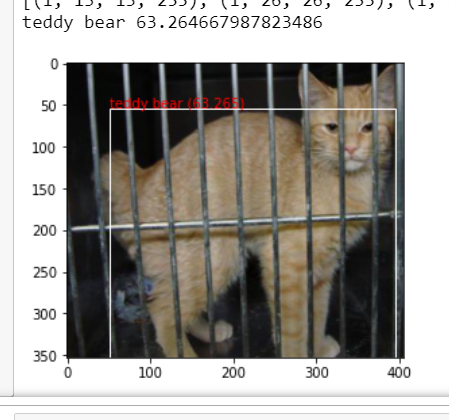 [(1, 13, 13, 255), (1, 26, 26, 255), (1,
teddy bear 63.264667987823486
0
50
teddy bear (63.265)
100
150
200
250
300
350
0 100 200 300 400